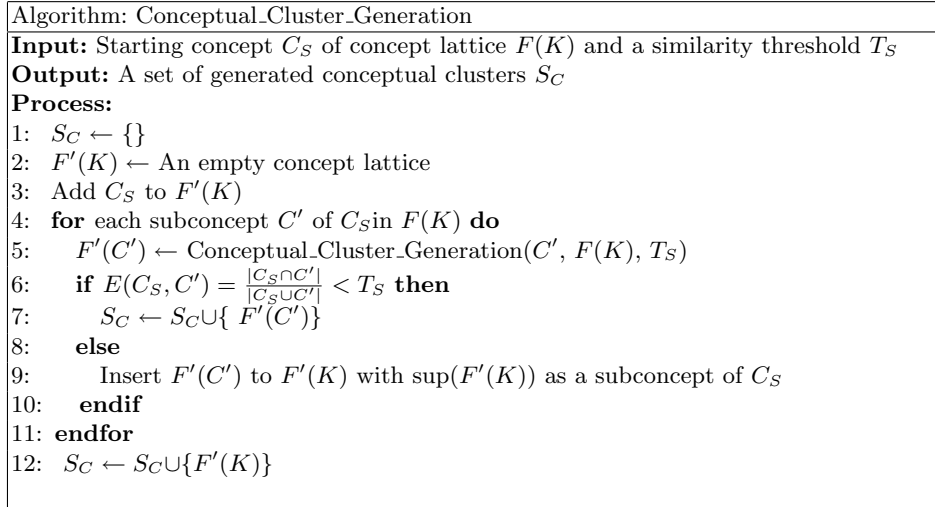 Algorithm: Conceptual_Cluster_Generation
Input: Starting concept C_S of concept lattice F(K) and a similarity threshold T_S
Output: A set of generated conceptual clusters S_C
Process:
1: S_C ← {}
2: F′(K) ← An empty concept lattice
3: Add C_S to F′(K)
4: for each subconcept C′ of C_Sin F(K) do
5: F′(C′) ← Conceptual_Cluster_Generation(C′, F(K), T_S)
6: if E(C_S, C′) = |C_S∩C′| / |C_S∪C′| < T_S then
7: S_C ← S_C∪{ F′(C′)}
8: else
9: Insert F′(C′) to F′(K) with sup(F′(K)) as a subconcept of C_S
10: endif
11: endfor
12: S_C ← S_C∪{F′(K)}